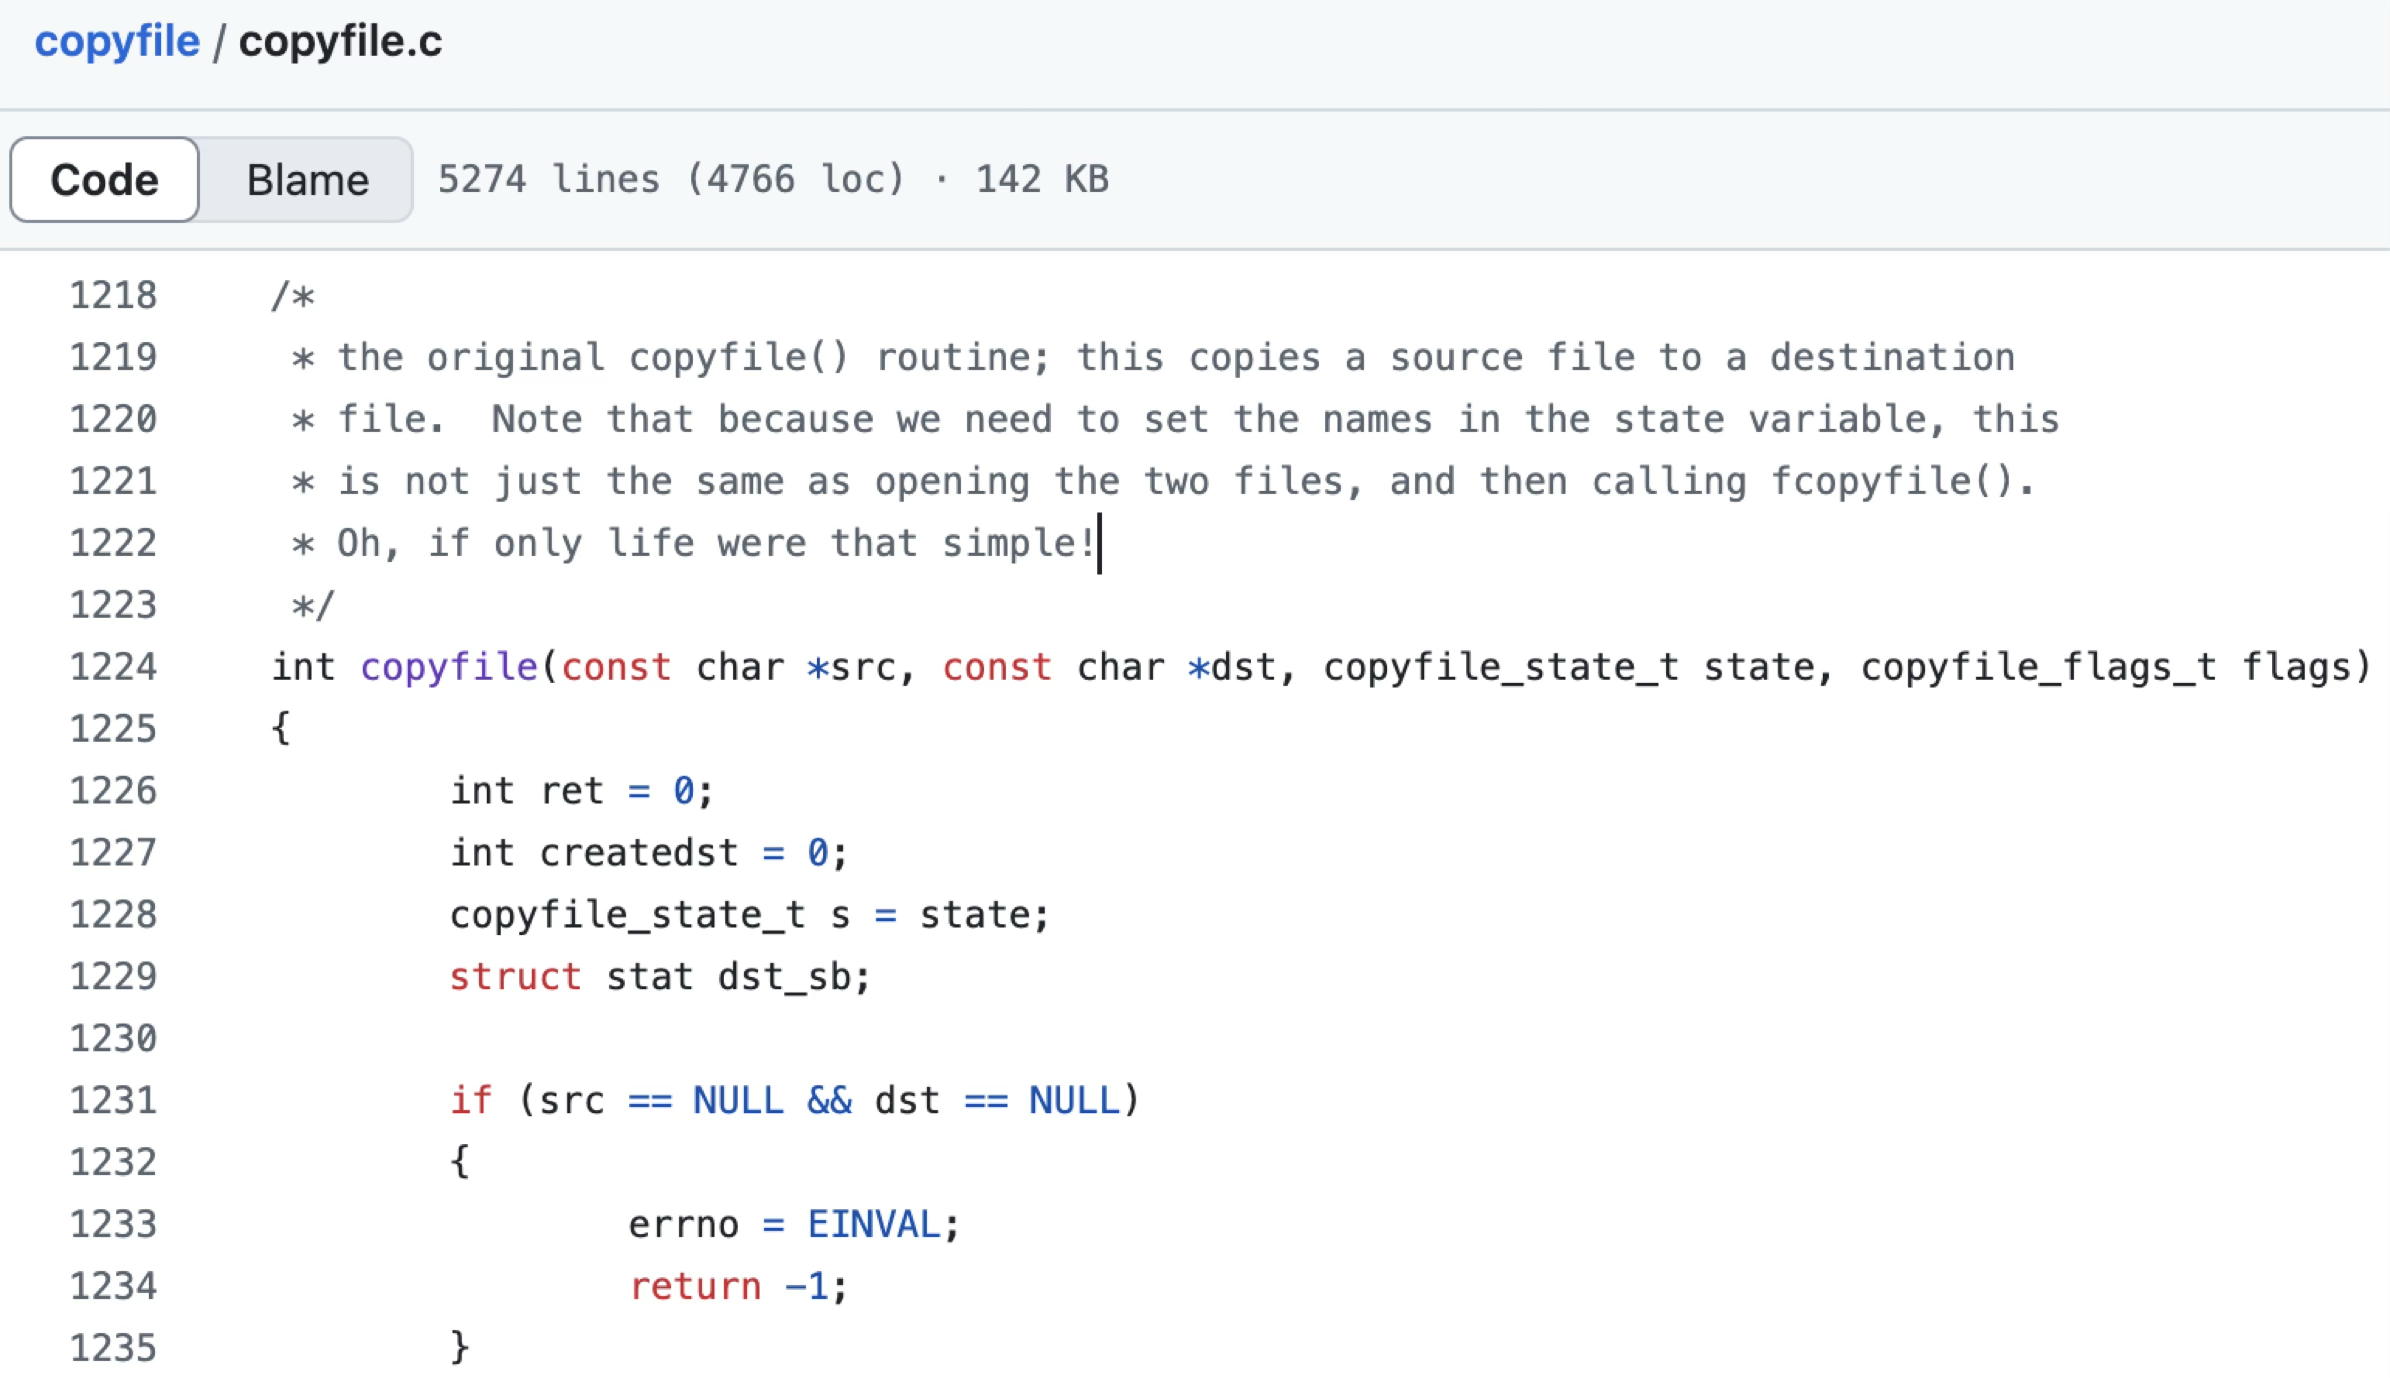 copyfile / copyfile.c
Code Blame 5274 lines (4766 loc) · 142 KB
1218 /*
1219  * the original copyfile() routine; this copies a source file to a destination
1220  * file.  Note that because we need to set the names in the state variable, this
1221  * is not just the same as opening the two files, and then calling fcopyfile().
1222  * Oh, if only life were that simple!
1223  */
1224 int copyfile(const char *src, const char *dst, copyfile_state_t state, copyfile_flags_t flags)
1225 {
1226         int ret = 0;
1227         int createdst = 0;
1228         copyfile_state_t s = state;
1229         struct stat dst_sb;
1230
1231         if (src == NULL && dst == NULL)
1232         {
1233                 errno = EINVAL;
1234                 return -1;
1235         }